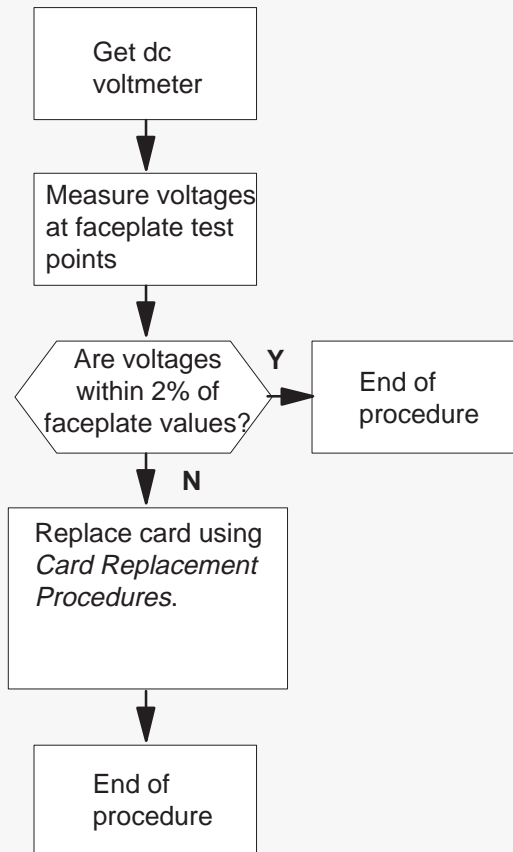 Get dc
voltmeter
Measure voltages
at faceplate test
points
Are voltages
within 2% of
faceplate values?
Y
End of
procedure
N
Replace card using
Card Replacement
Procedures.
End of
procedure